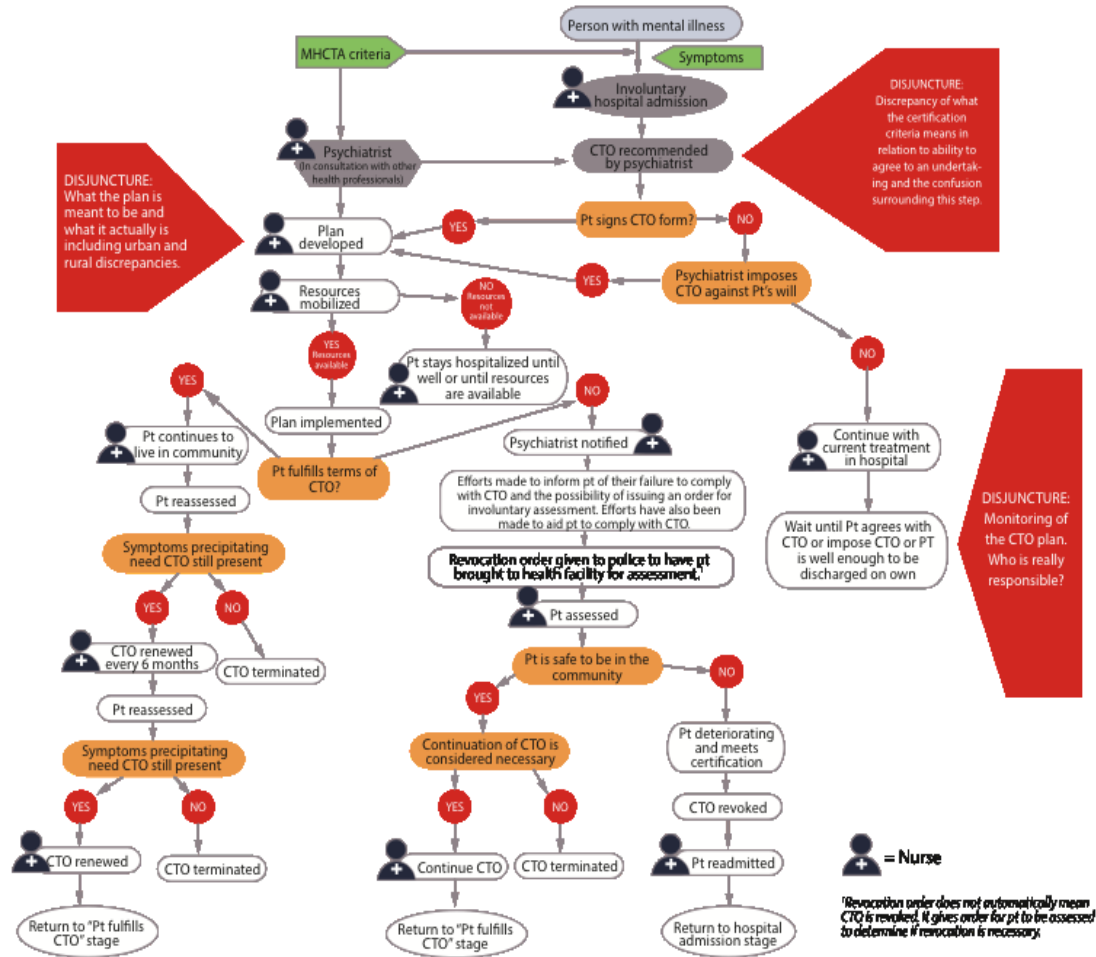 Person with mental illness
MHCTA criteria
Symptoms
Involuntary
hospital admission
DISJUNCTURE:
Discrepancy of what
the certification
criteria means in
relation to ability to
agree to an undertak-
ing and the confusion
surrounding this step.
Psychiatrist
(In consultation with other
health professionals)
CTO recommended
by psychiatrist
DISJUNCTURE:
What the plan is
meant to be and
what it actually is
including urban and
rural discrepancies.
Plan
developed
YES
Pt signs CTO form?
NO
Resources
mobilized
NO
Resources
not
available
YES
Psychiatrist imposes
CTO against Pt's will
YES
Resources
available
Pt stays hospitalized until
well or until resources
are available
NO
YES
NO
Plan implemented
Pt continues to
live in community
Psychiatrist notified
Continue with
current treatment
in hospital
Pt fulfills terms of
CTO?
Pt reassessed
Efforts made to inform pt of their failure to comply
with CTO and the possibility of issuing an order for
involuntary assessment. Efforts have also been
made to aid pt to comply with CTO.
Wait until Pt agrees with
CTO or impose CTO or PT
is well enough to be
discharged on own
DISJUNCTURE:
Monitoring of
the CTO plan.
Who is really
responsible?
Symptoms precipitating
need CTO still present
Revocation order given to police to have pt
brought to health facility for assessment.¹
YES
NO
Pt assessed
CTO renewed
every 6 months
CTO terminated
Pt is safe to be in the
community
YES
NO
Pt reassessed
Symptoms precipitating
need CTO still present
Continuation of CTO is
considered necessary
Pt deteriorating
and meets
certification
YES
NO
YES
NO
CTO revoked
CTO renewed
CTO terminated
Continue CTO
CTO terminated
Pt readmitted
= Nurse
Return to "Pt fulfills
CTO" stage
Return to "Pt fulfills
CTO" stage
Return to hospital
admission stage
¹Revocation order does not automatically mean
CTO is revoked. It gives order for pt to be assessed
to determine if revocation is necessary.